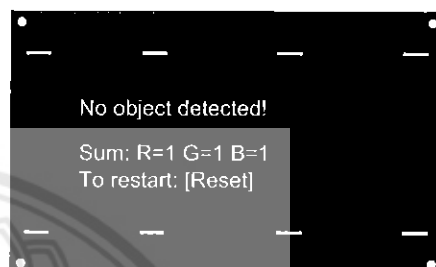 No object detected!
Sum: R=1 G=1 B=1
To restart: [Reset]